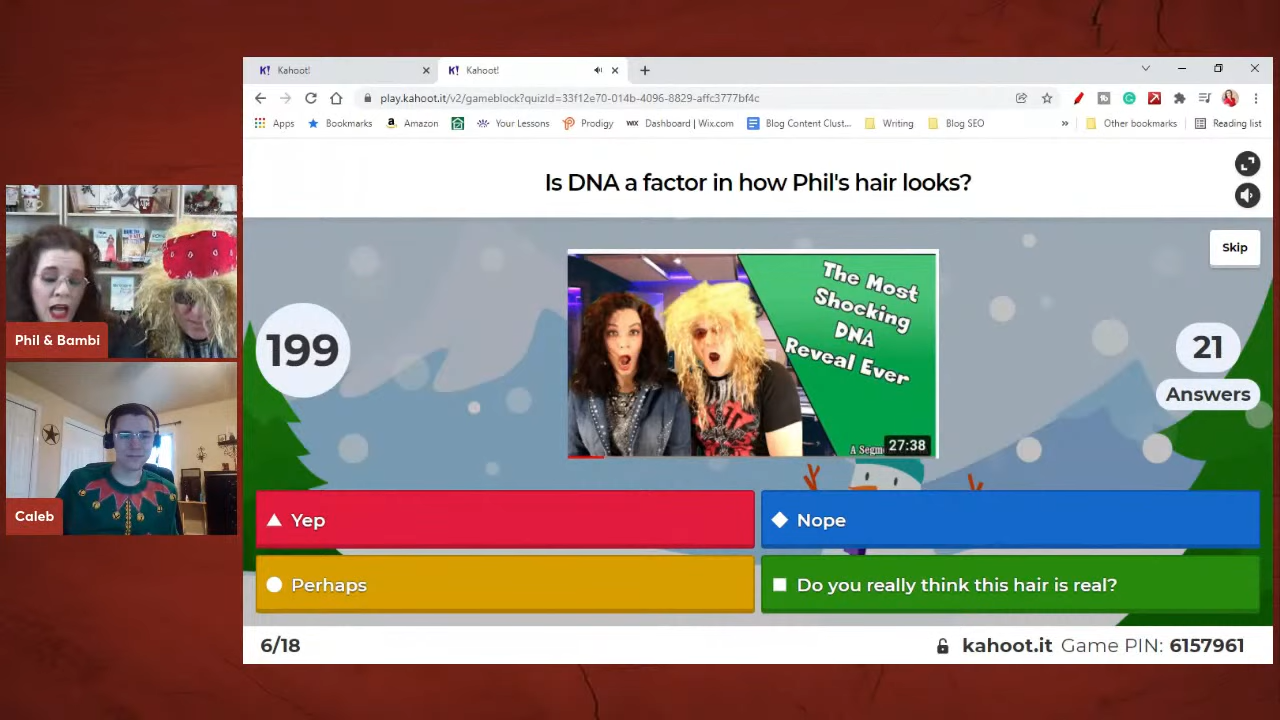 Kahoot!
Kahoot!
play.kahoot.it/v2/gameblock?quizId=33f12e70-014b-4096-8829-affc3777bf4c
Apps
Bookmarks
Amazon
Your Lessons
Prodigy
WIX
Dashboard | Wix.com
Blog Content Clust...
Writing
Blog SEO
»
Other bookmarks
Reading list
Is DNA a factor in how Phil's hair looks?
Skip
The Most
Shocking
DNA
Reveal Ever
A Segm
27:38
199
21
Answers
Phil & Bambi
Caleb
Yep
Nope
Perhaps
Do you really think this hair is real?
6/18
kahoot.it Game PIN: 6157961